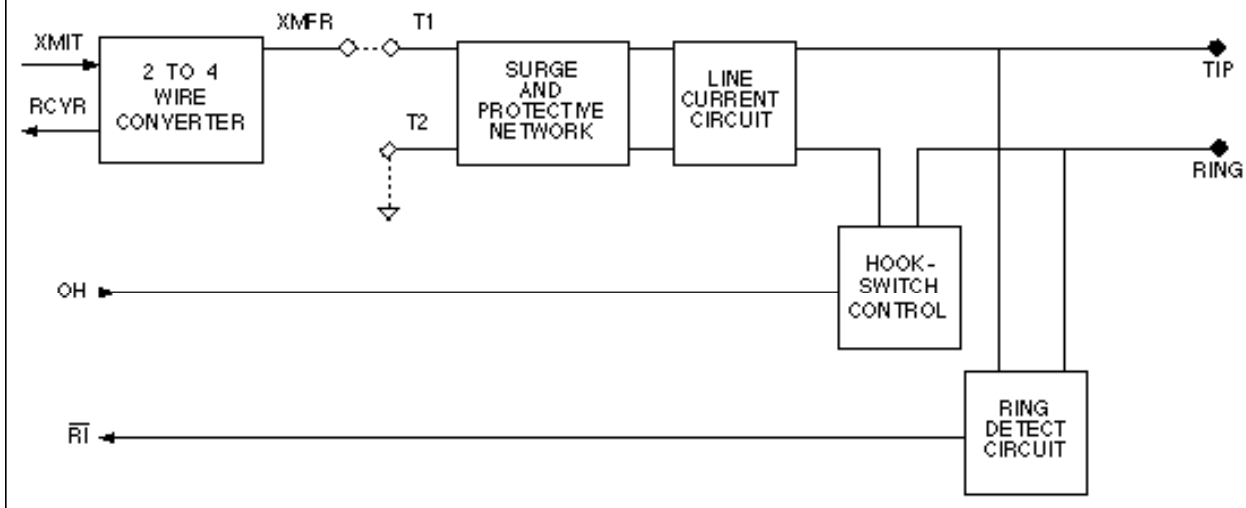 XMFR
T1
XMIT
2 TO 4
WIRE
CONVERTER
SURGE
AND
PROTECTIVE
NETWORK
LINE
CURRENT
CIRCUIT
TIP
RCVR
T2
RING
HOOK-
SWITCH
CONTROL
OH
RING
DETECT
CIRCUIT
R̅I̅